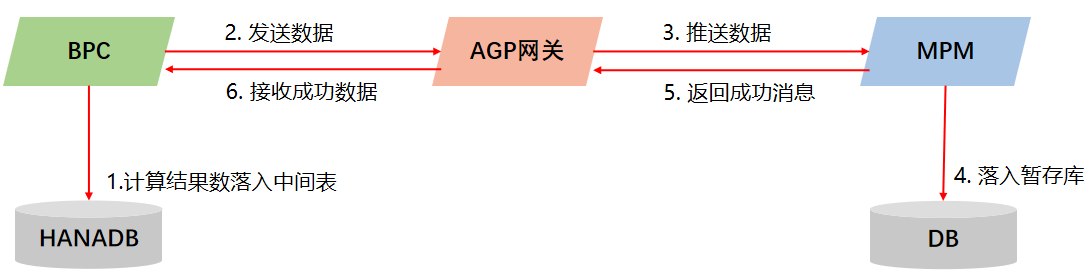 BPC
2. 发送数据
AGP网关
3. 推送数据
MPM
6. 接收成功数据
5. 返回成功消息
1.计算结果数落入中间表
4. 落入暂存库
HANADB
DB